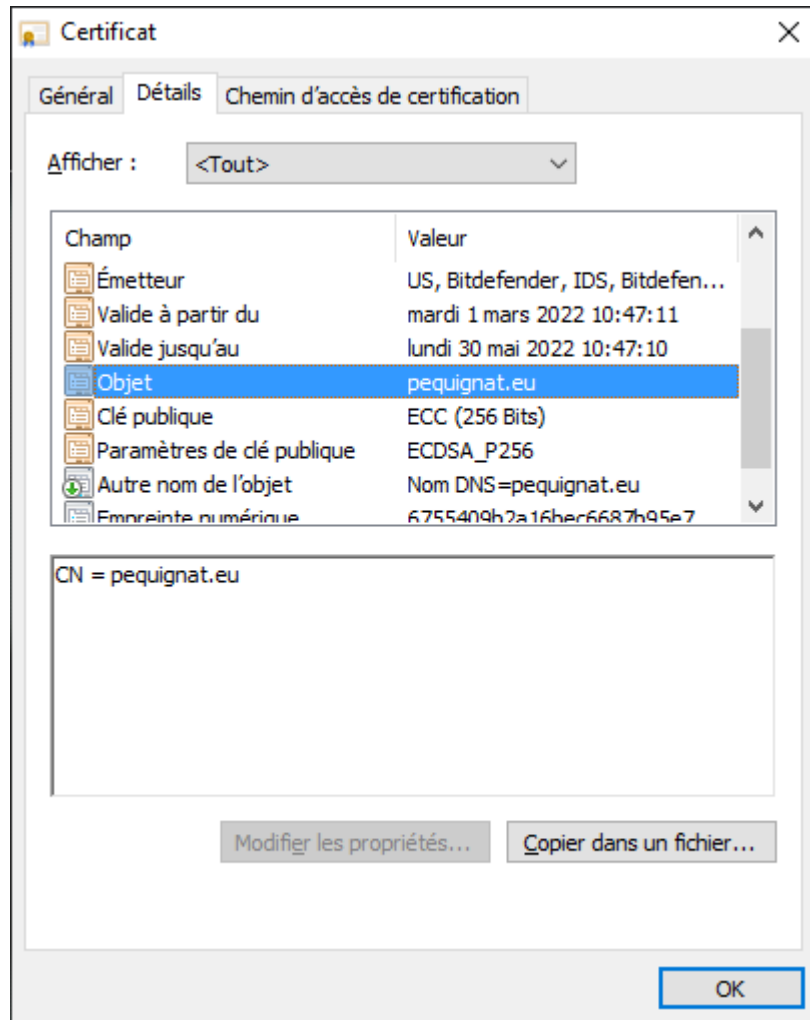 Certificat
Général Détails Chemin d'accès de certification
Afficher : <Tout>
Champ Valeur
Émetteur US, Bitdefender, IDS, Bitdefen...
Valide à partir du mardi 1 mars 2022 10:47:11
Valide jusqu'au lundi 30 mai 2022 10:47:10
Objet pequignat.eu
Clé publique ECC (256 Bits)
Paramètres de clé publique ECDSA_P256
Autre nom de l'objet Nom DNS=pequignat.eu
Empreinte numérique 6755409b2a16bec6687b95e7
CN = pequignat.eu
Modifier les propriétés... Copier dans un fichier...
OK